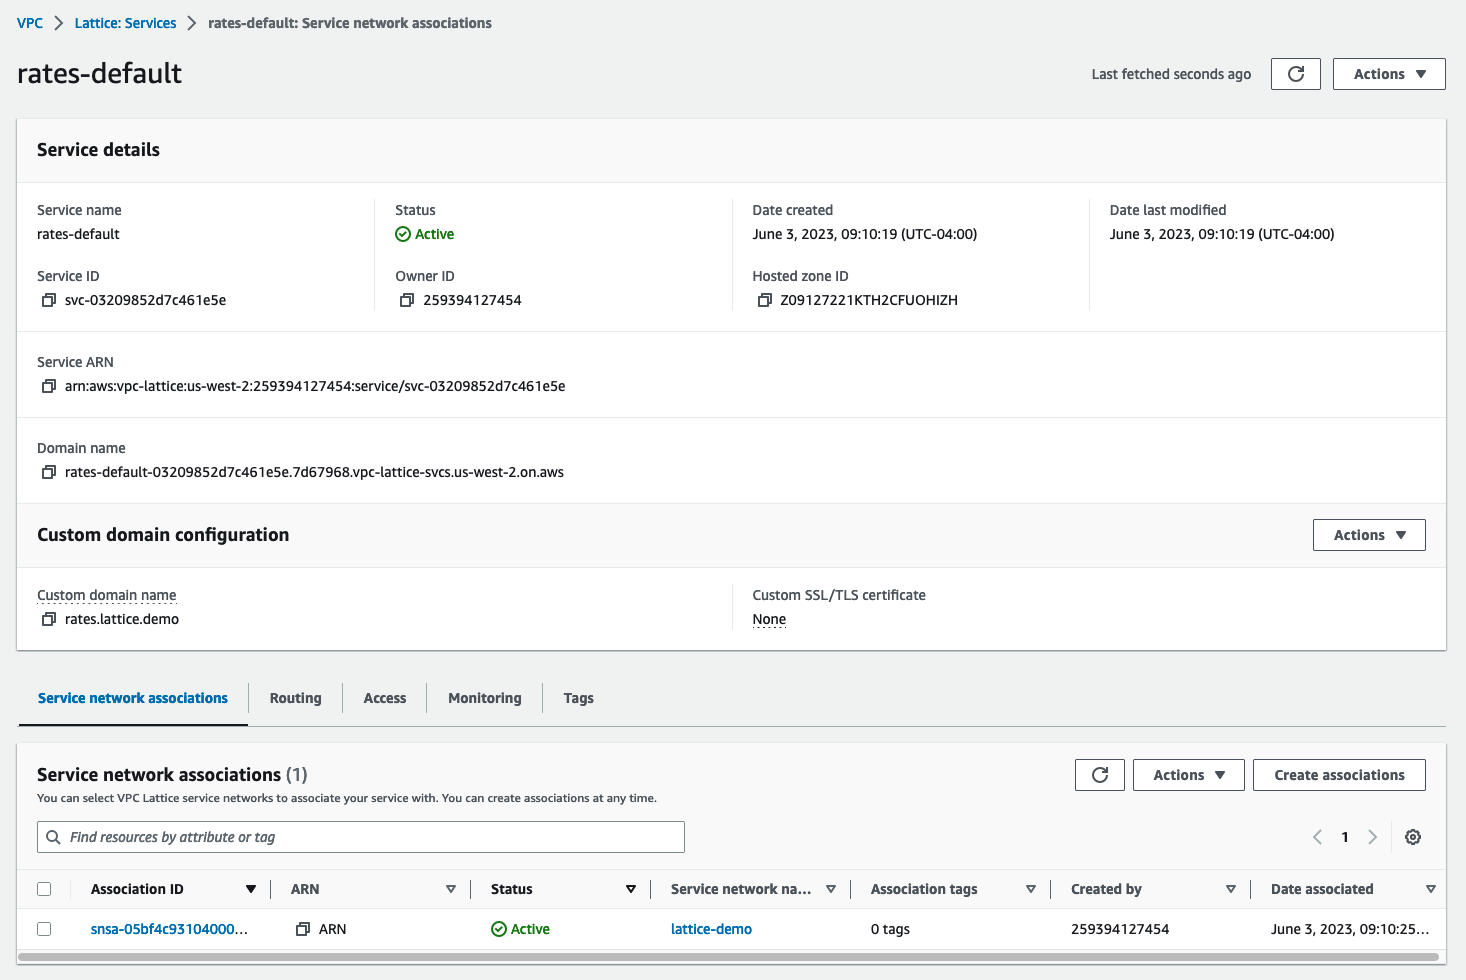 VPC > Lattice: Services > rates-default: Service network associations
rates-default
Last fetched seconds ago
Actions
Service details
Service name
Status
Date created
Date last modified
rates-default
Active
June 3, 2023, 09:10:19 (UTC-04:00)
June 3, 2023, 09:10:19 (UTC-04:00)
Service ID
Owner ID
Hosted zone ID
svc-03209852d7c461e5e
259394127454
Z09127221KTH2CFUOHIZH
Service ARN
arn:aws:vpc-lattice:us-west-2:259394127454:service/svc-03209852d7c461e5e
Domain name
rates-default-03209852d7c461e5e.7d67968.vpc-lattice-svcs.us-west-2.on.aws
Custom domain configuration
Actions
Custom domain name
Custom SSL/TLS certificate
rates.lattice.demo
None
Service network associations
Routing
Access
Monitoring
Tags
Service network associations (1)
Actions
Create associations
You can select VPC Lattice service networks to associate your service with. You can create associations at any time.
Find resources by attribute or tag
1
Association ID
ARN
Status
Service network na...
Association tags
Created by
Date associated
snsa-05bf4c93104000...
ARN
Active
lattice-demo
0 tags
259394127454
June 3, 2023, 09:10:25...